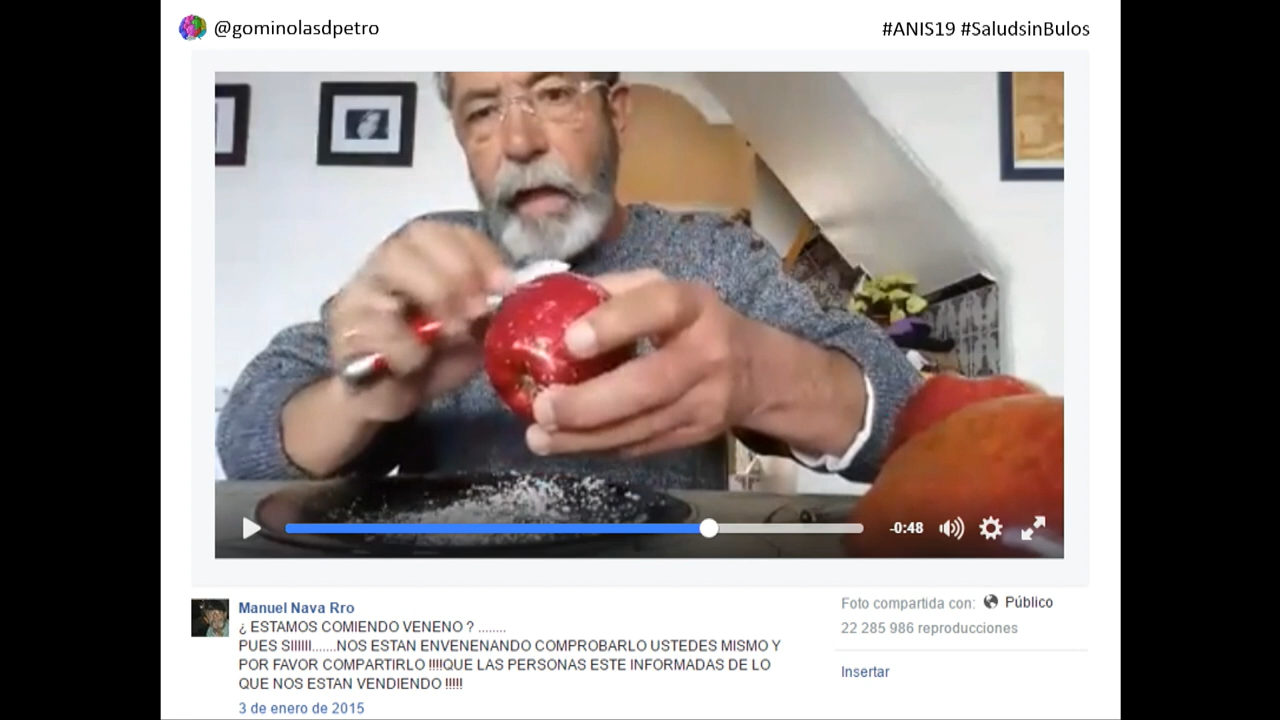 @gominolasdpetro
#ANIS19 #SaludsinBulos
-0:48
Manuel Nava Rro
¿ ESTAMOS COMIENDO VENENO ? ........
PUES SIIIIII.......NOS ESTAN ENVENENANDO COMPROBARLO USTEDES MISMO Y
POR FAVOR COMPARTIRLO !!!!QUE LAS PERSONAS ESTE INFORMADAS DE LO
QUE NOS ESTAN VENDIENDO !!!!!
3 de enero de 2015
Foto compartida con: Público
22 285 986 reproducciones
Insertar